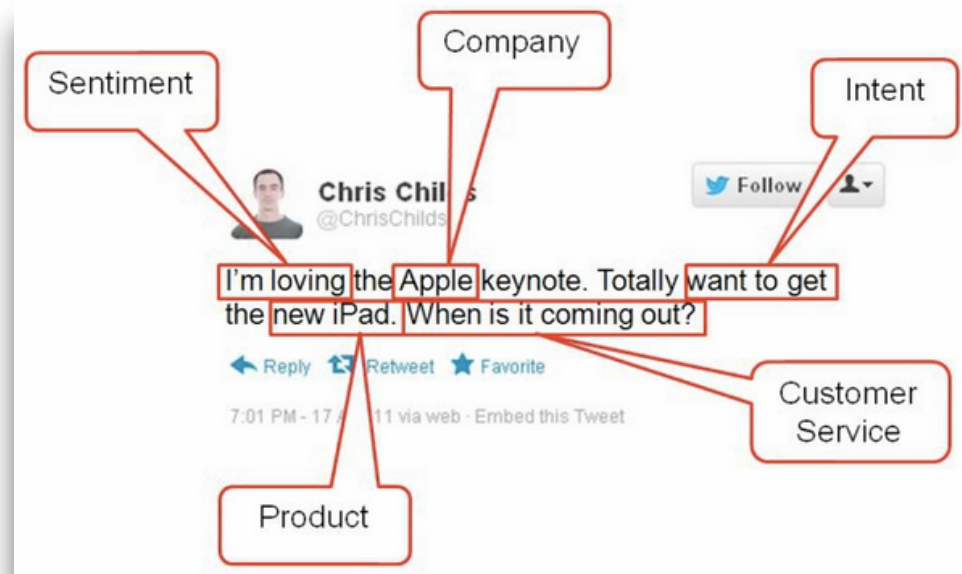 Company
Sentiment
Intent
Chris
@ChrisChilds
Follow
I'm loving the Apple keynote. Totally want to get
the new iPad. When is it coming out?
Reply Retweet Favorite
7:01 PM - 17 11 via web · Embed this Tweet
Customer
Service
Product